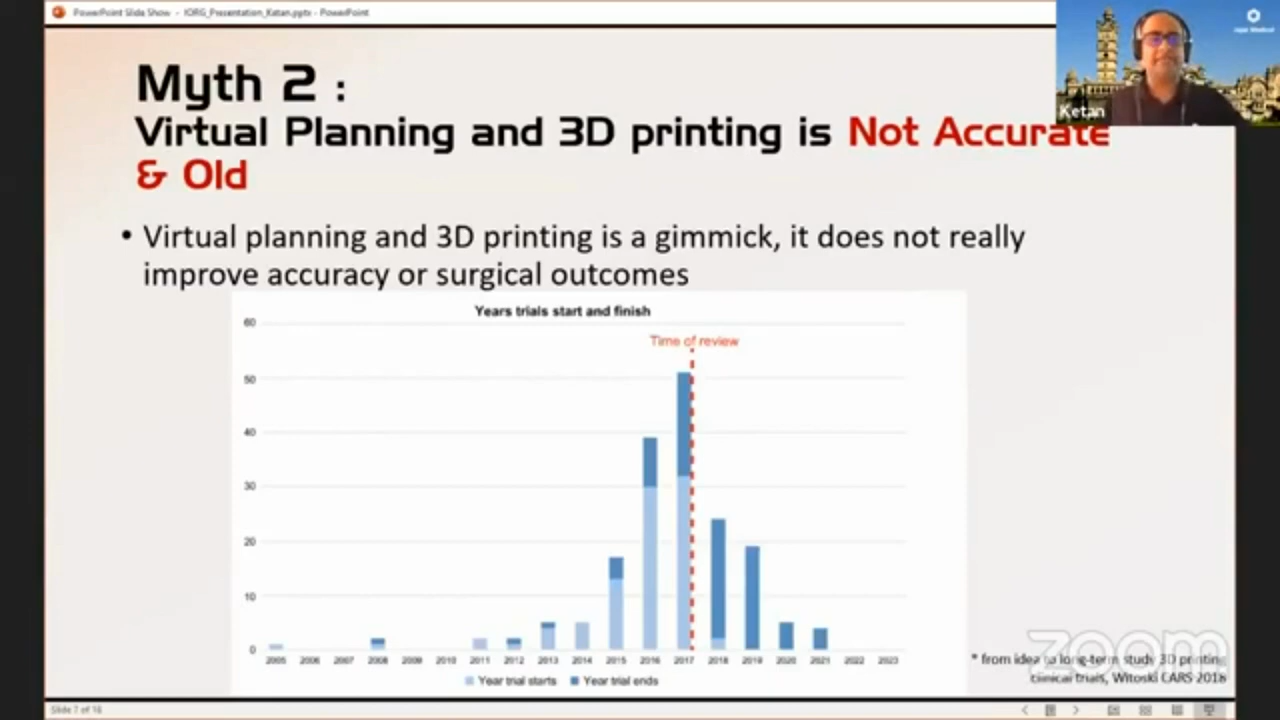 PowerPoint Slide Show - IORG_Presentation_Ketan.pptx - PowerPoint
Ketan
Myth 2 :
Virtual Planning and 3D printing is Not Accurate
& Old
• Virtual planning and 3D printing is a gimmick, it does not really
improve accuracy or surgical outcomes
Years trials start and finish
Time of review
60
50
40
30
20
10
0
2005 2006 2007 2008 2009 2010 2011 2012 2013 2014 2015 2016 2017 2018 2019 2020 2021 2022 2023
Year trial starts Year trial ends
zoom
* from idea to long-term study 3D printing
clinical trials, Witoski CARS 2018
Slide 7 of 16